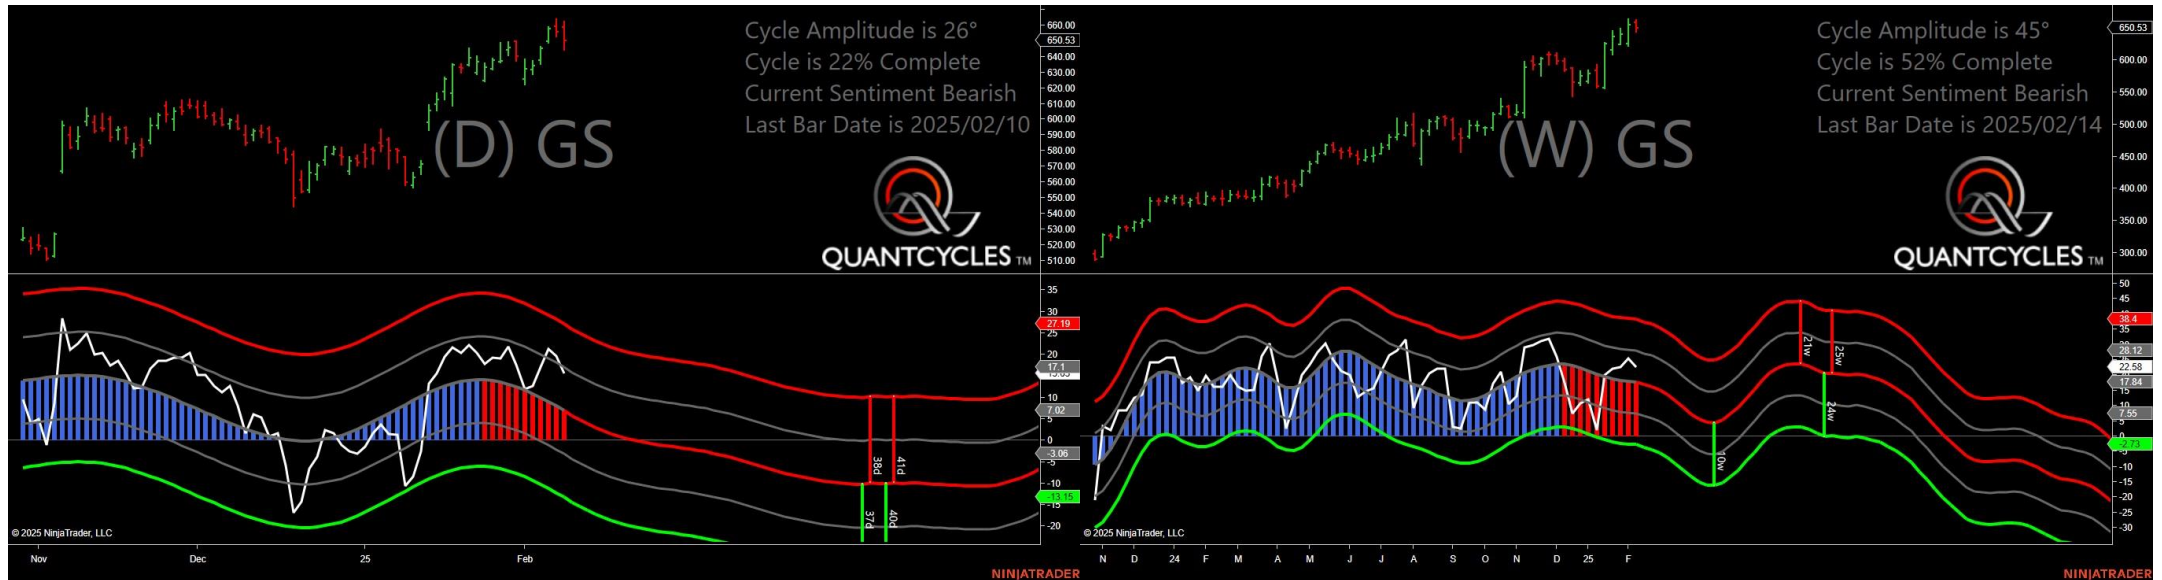 Cycle Amplitude is 26°
Cycle is 22% Complete
Current Sentiment Bearish
Last Bar Date is 2025/02/10
(D) GS
QUANTCYCLES TM
660.00
650.53
640.00
630.00
620.00
610.00
600.00
590.00
580.00
570.00
560.00
550.00
540.00
530.00
520.00
510.00
35
27.19
25
20
17.1
10
7.02
0
-3.06
-5
-10
-13.15
-15
-20
38d
41d
37d
40d
© 2025 NinjaTrader, LLC
Nov
Dec
25
Feb
NINJATRADER
Cycle Amplitude is 45°
Cycle is 52% Complete
Current Sentiment Bearish
Last Bar Date is 2025/02/14
(W) GS
QUANTCYCLES TM
650.53
600.00
550.00
500.00
450.00
400.00
350.00
300.00
50
45
38.4
35
28.12
22.58
17.84
10
7.55
5
-2.73
-10
-15
-20
-25
-30
21w
25w
24w
10w
© 2025 NinjaTrader, LLC
N
D
24
F
M
A
M
J
J
A
S
O
N
D
25
F
NINJATRADER